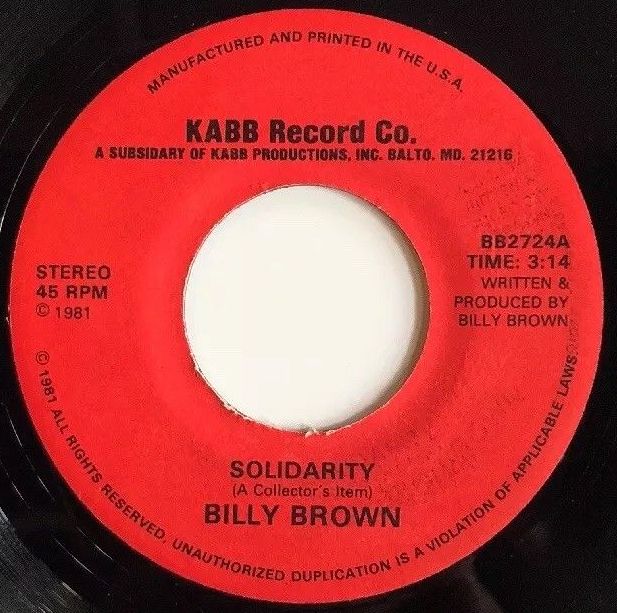 MANUFACTURED AND PRINTED IN THE U.S.A.
KABB Record Co.
A SUBSIDARY OF KABB PRODUCTIONS, INC. BALTO. MD. 21216
BB2724A
TIME: 3:14
WRITTEN &
PRODUCED BY
BILLY BROWN
STEREO
45 RPM
© 1981
SOLIDARITY
(A Collector's Item)
BILLY BROWN
© 1981 ALL RIGHTS RESERVED. UNAUTHORIZED DUPLICATION IS A VIOLATION OF APPLICABLE LAWS.